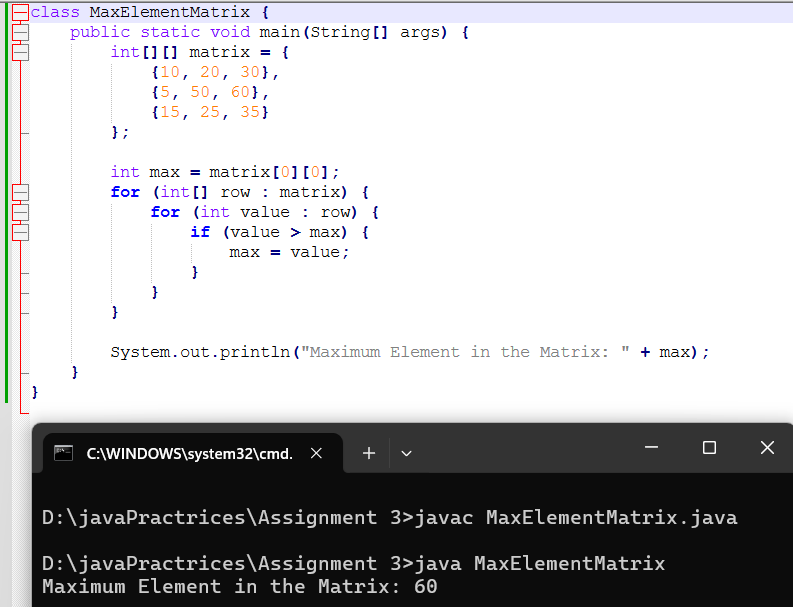 class MaxElementMatrix {
    public static void main(String[] args) {
        int[][] matrix = {
            {10, 20, 30},
            {5, 50, 60},
            {15, 25, 35}
        };

        int max = matrix[0][0];
        for (int[] row : matrix) {
            for (int value : row) {
                if (value > max) {
                    max = value;
                }
            }
        }

        System.out.println("Maximum Element in the Matrix: " + max);
    }
}
C:\WINDOWS\system32\cmd.
D:\javaPractrices\Assignment 3>javac MaxElementMatrix.java
D:\javaPractrices\Assignment 3>java MaxElementMatrix
Maximum Element in the Matrix: 60